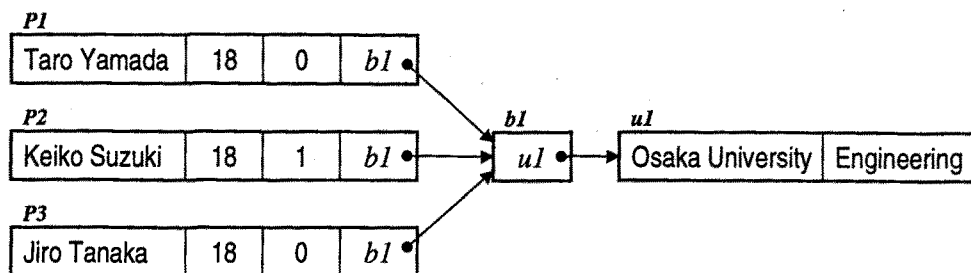 P1
Taro Yamada 18 0 b1
P2
Keiko Suzuki 18 1 b1
b1
u1
u1
Osaka University Engineering
P3
Jiro Tanaka 18 0 b1